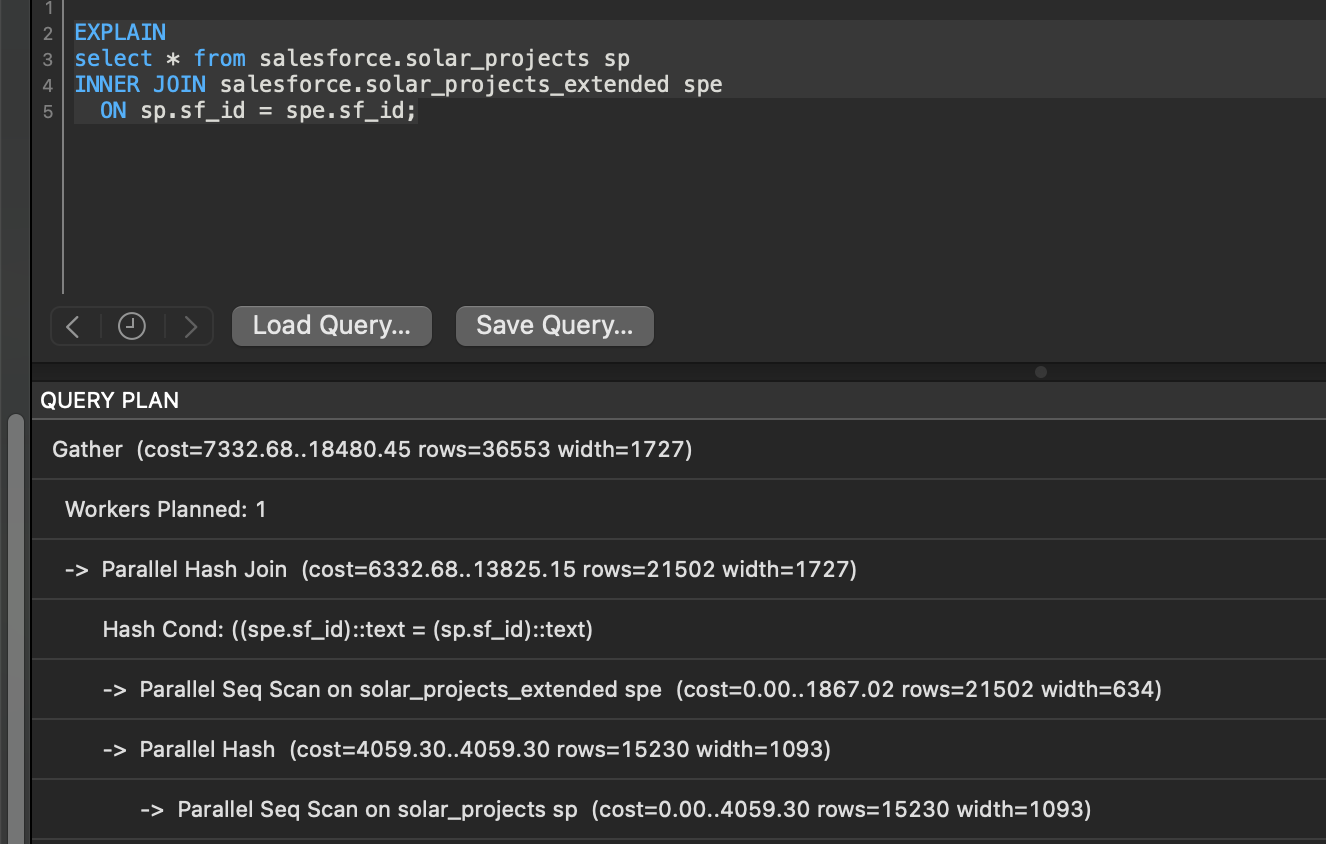 1
2 EXPLAIN
3 select * from salesforce.solar_projects sp
4 INNER JOIN salesforce.solar_projects_extended spe
5 ON sp.sf_id = spe.sf_id;
Load Query... Save Query...
QUERY PLAN
Gather (cost=7332.68..18480.45 rows=36553 width=1727)
Workers Planned: 1
-> Parallel Hash Join (cost=6332.68..13825.15 rows=21502 width=1727)
Hash Cond: ((spe.sf_id)::text = (sp.sf_id)::text)
-> Parallel Seq Scan on solar_projects_extended spe (cost=0.00..1867.02 rows=21502 width=634)
-> Parallel Hash (cost=4059.30..4059.30 rows=15230 width=1093)
-> Parallel Seq Scan on solar_projects sp (cost=0.00..4059.30 rows=15230 width=1093)